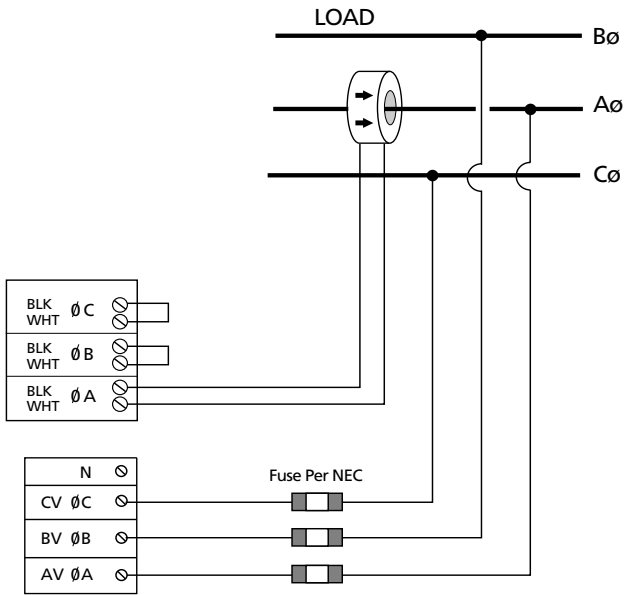 LOAD
Bø
Aø
Cø
BLK
WHT ØC
BLK
WHT ØB
BLK
WHT ØA
N
Fuse Per NEC
CV ØC
BV ØB
AV ØA